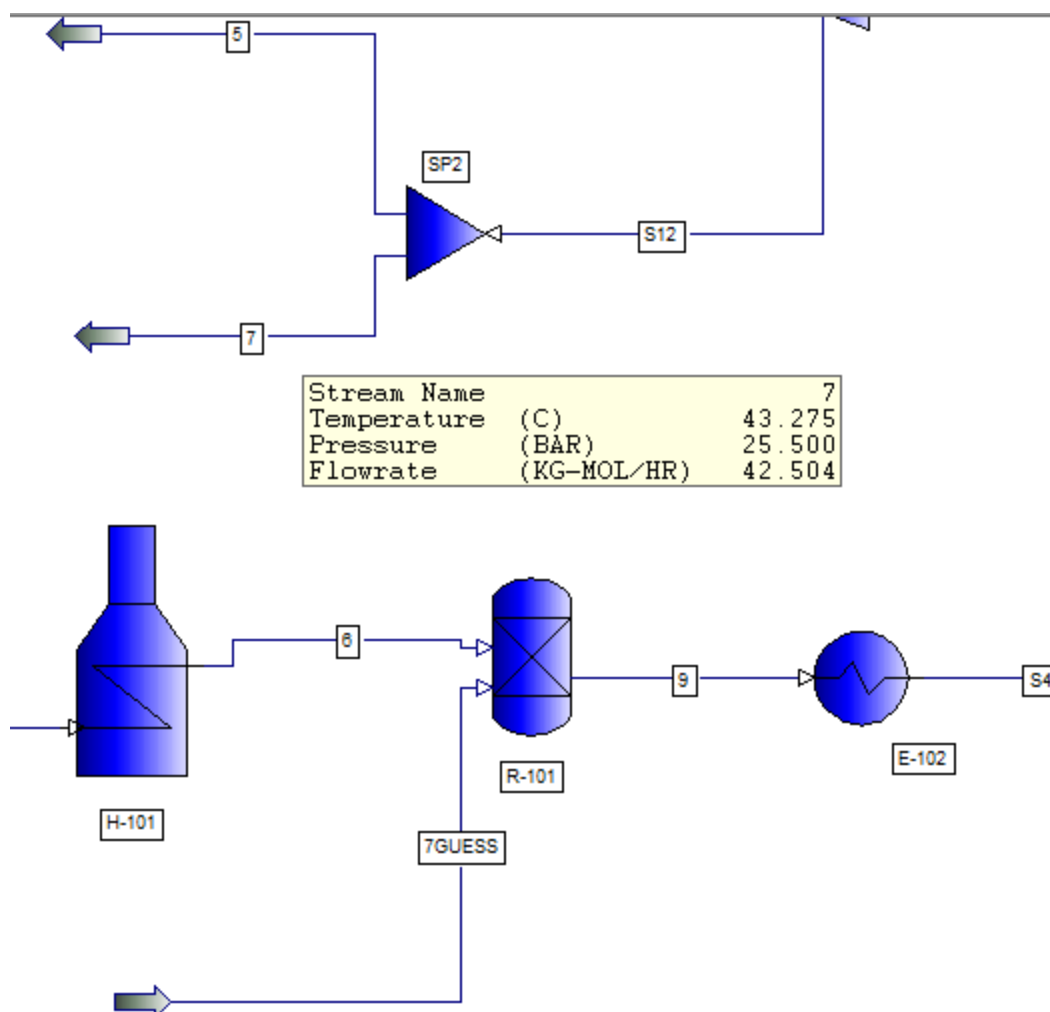 5
SP2
S12
7
Stream Name 7
Temperature (C) 43.275
Pressure (BAR) 25.500
Flowrate (KG-MOL/HR) 42.504
6
9
S4
R-101
E-102
H-101
7GUESS